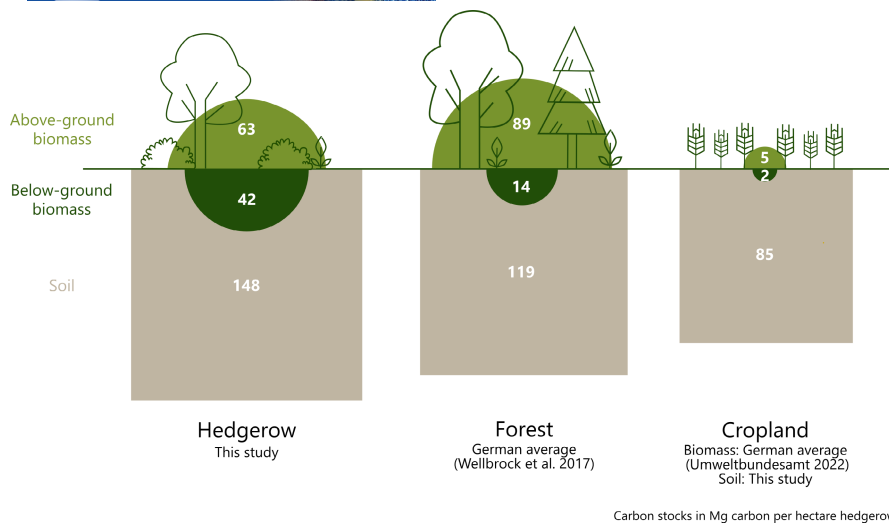 Above-ground
biomass
63
89
5
Below-ground
biomass
42
14
2
Soil
148
119
85
Hedgerow
This study
Forest
German average
(Wellbrock et al. 2017)
Cropland
Biomass: German average
(Umweltbundesamt 2022)
Soil: This study
Carbon stocks in Mg carbon per hectare